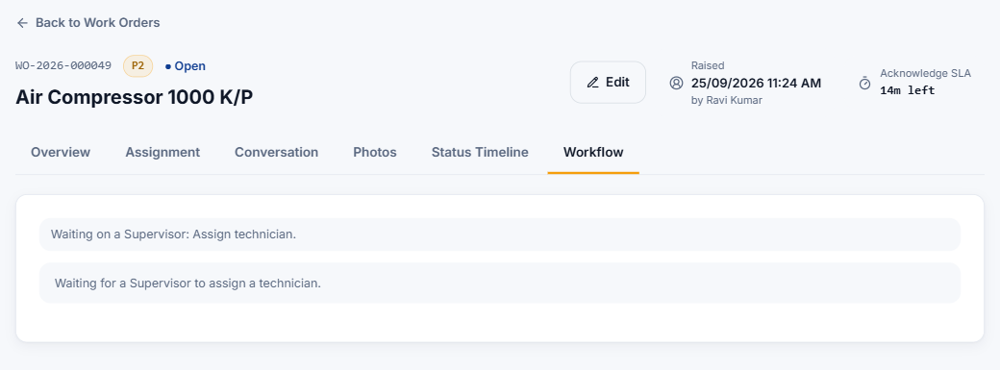 Back to Work Orders
WO-2026-000049 P2 Open
Air Compressor 1000 K/P
Edit
Raised
25/09/2026 11:24 AM
by Ravi Kumar
Acknowledge SLA
14m left
Overview Assignment Conversation Photos Status Timeline Workflow
Waiting on a Supervisor: Assign technician.
Waiting for a Supervisor to assign a technician.